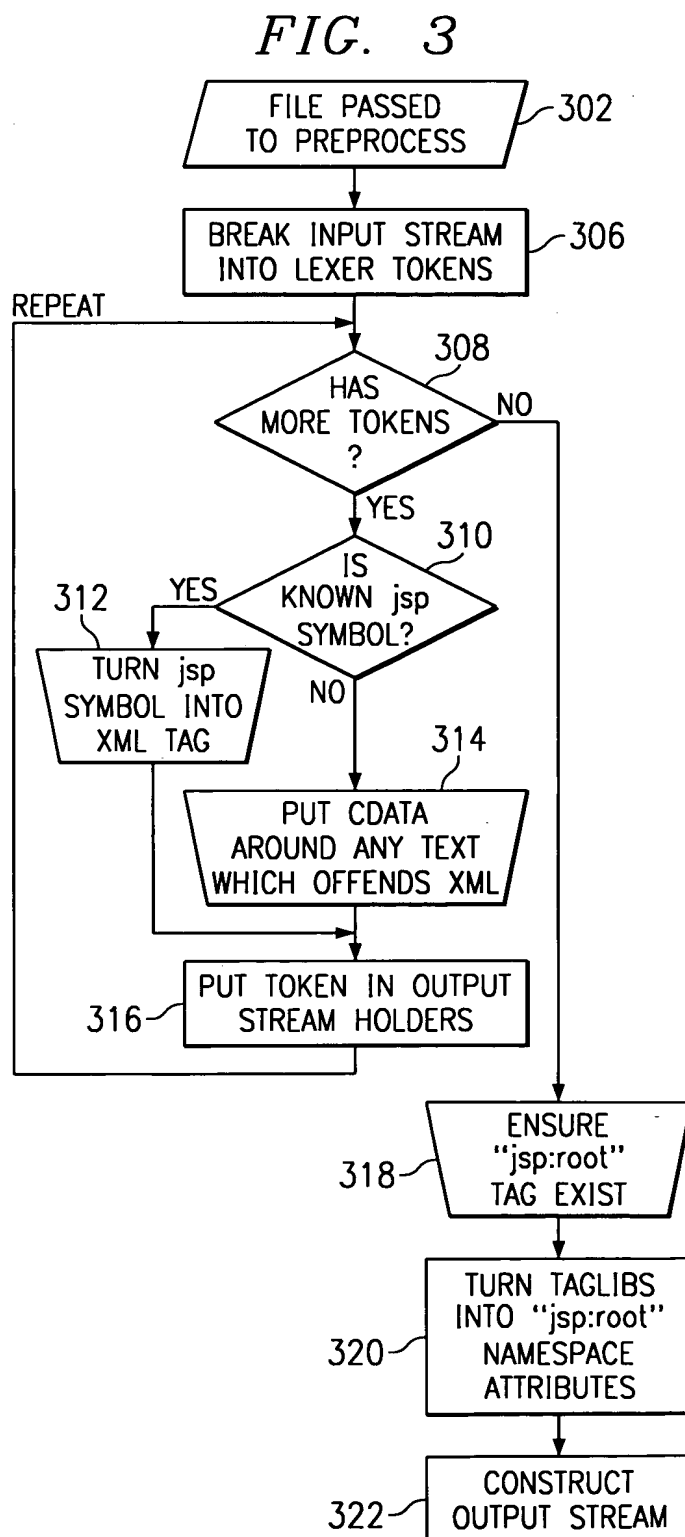 FIG. 3
FILE PASSED
TO PREPROCESS
302
BREAK INPUT STREAM
INTO LEXER TOKENS
306
REPEAT
308
HAS
MORE TOKENS
?
NO
YES
310
IS
KNOWN jsp
SYMBOL?
YES
312
TURN jsp
SYMBOL INTO
XML TAG
NO
314
PUT CDATA
AROUND ANY TEXT
WHICH OFFENDS XML
PUT TOKEN IN OUTPUT
STREAM HOLDERS
316
ENSURE
“jsp:root”
TAG EXIST
318
TURN TAGLIBS
INTO “jsp:root”
NAMESPACE
ATTRIBUTES
320
CONSTRUCT
OUTPUT STREAM
322